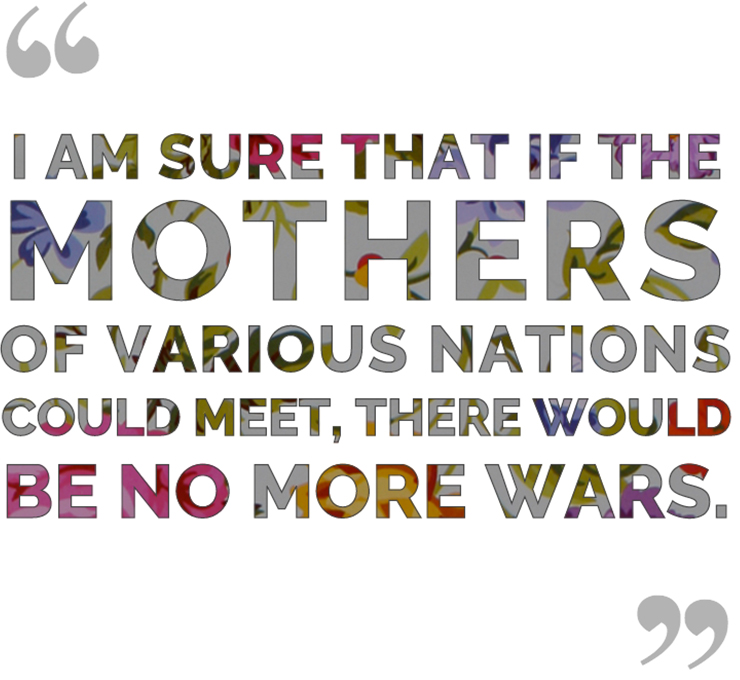 “
I AM SURE THAT IF THE
MOTHERS
OF VARIOUS NATIONS
COULD MEET, THERE WOULD
BE NO MORE WARS.
”